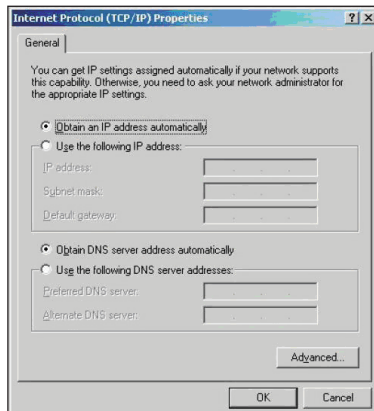 Internet Protocol (TCP/IP) Properties
General
You can get IP settings assigned automatically if your network supports
this capability. Otherwise, you need to ask your network administrator for
the appropriate IP settings.
Obtain an IP address automatically
Use the following IP address:
IP address:
Subnet mask:
Default gateway:
Obtain DNS server address automatically
Use the following DNS server addresses:
Preferred DNS server:
Alternate DNS server:
Advanced...
OK
Cancel